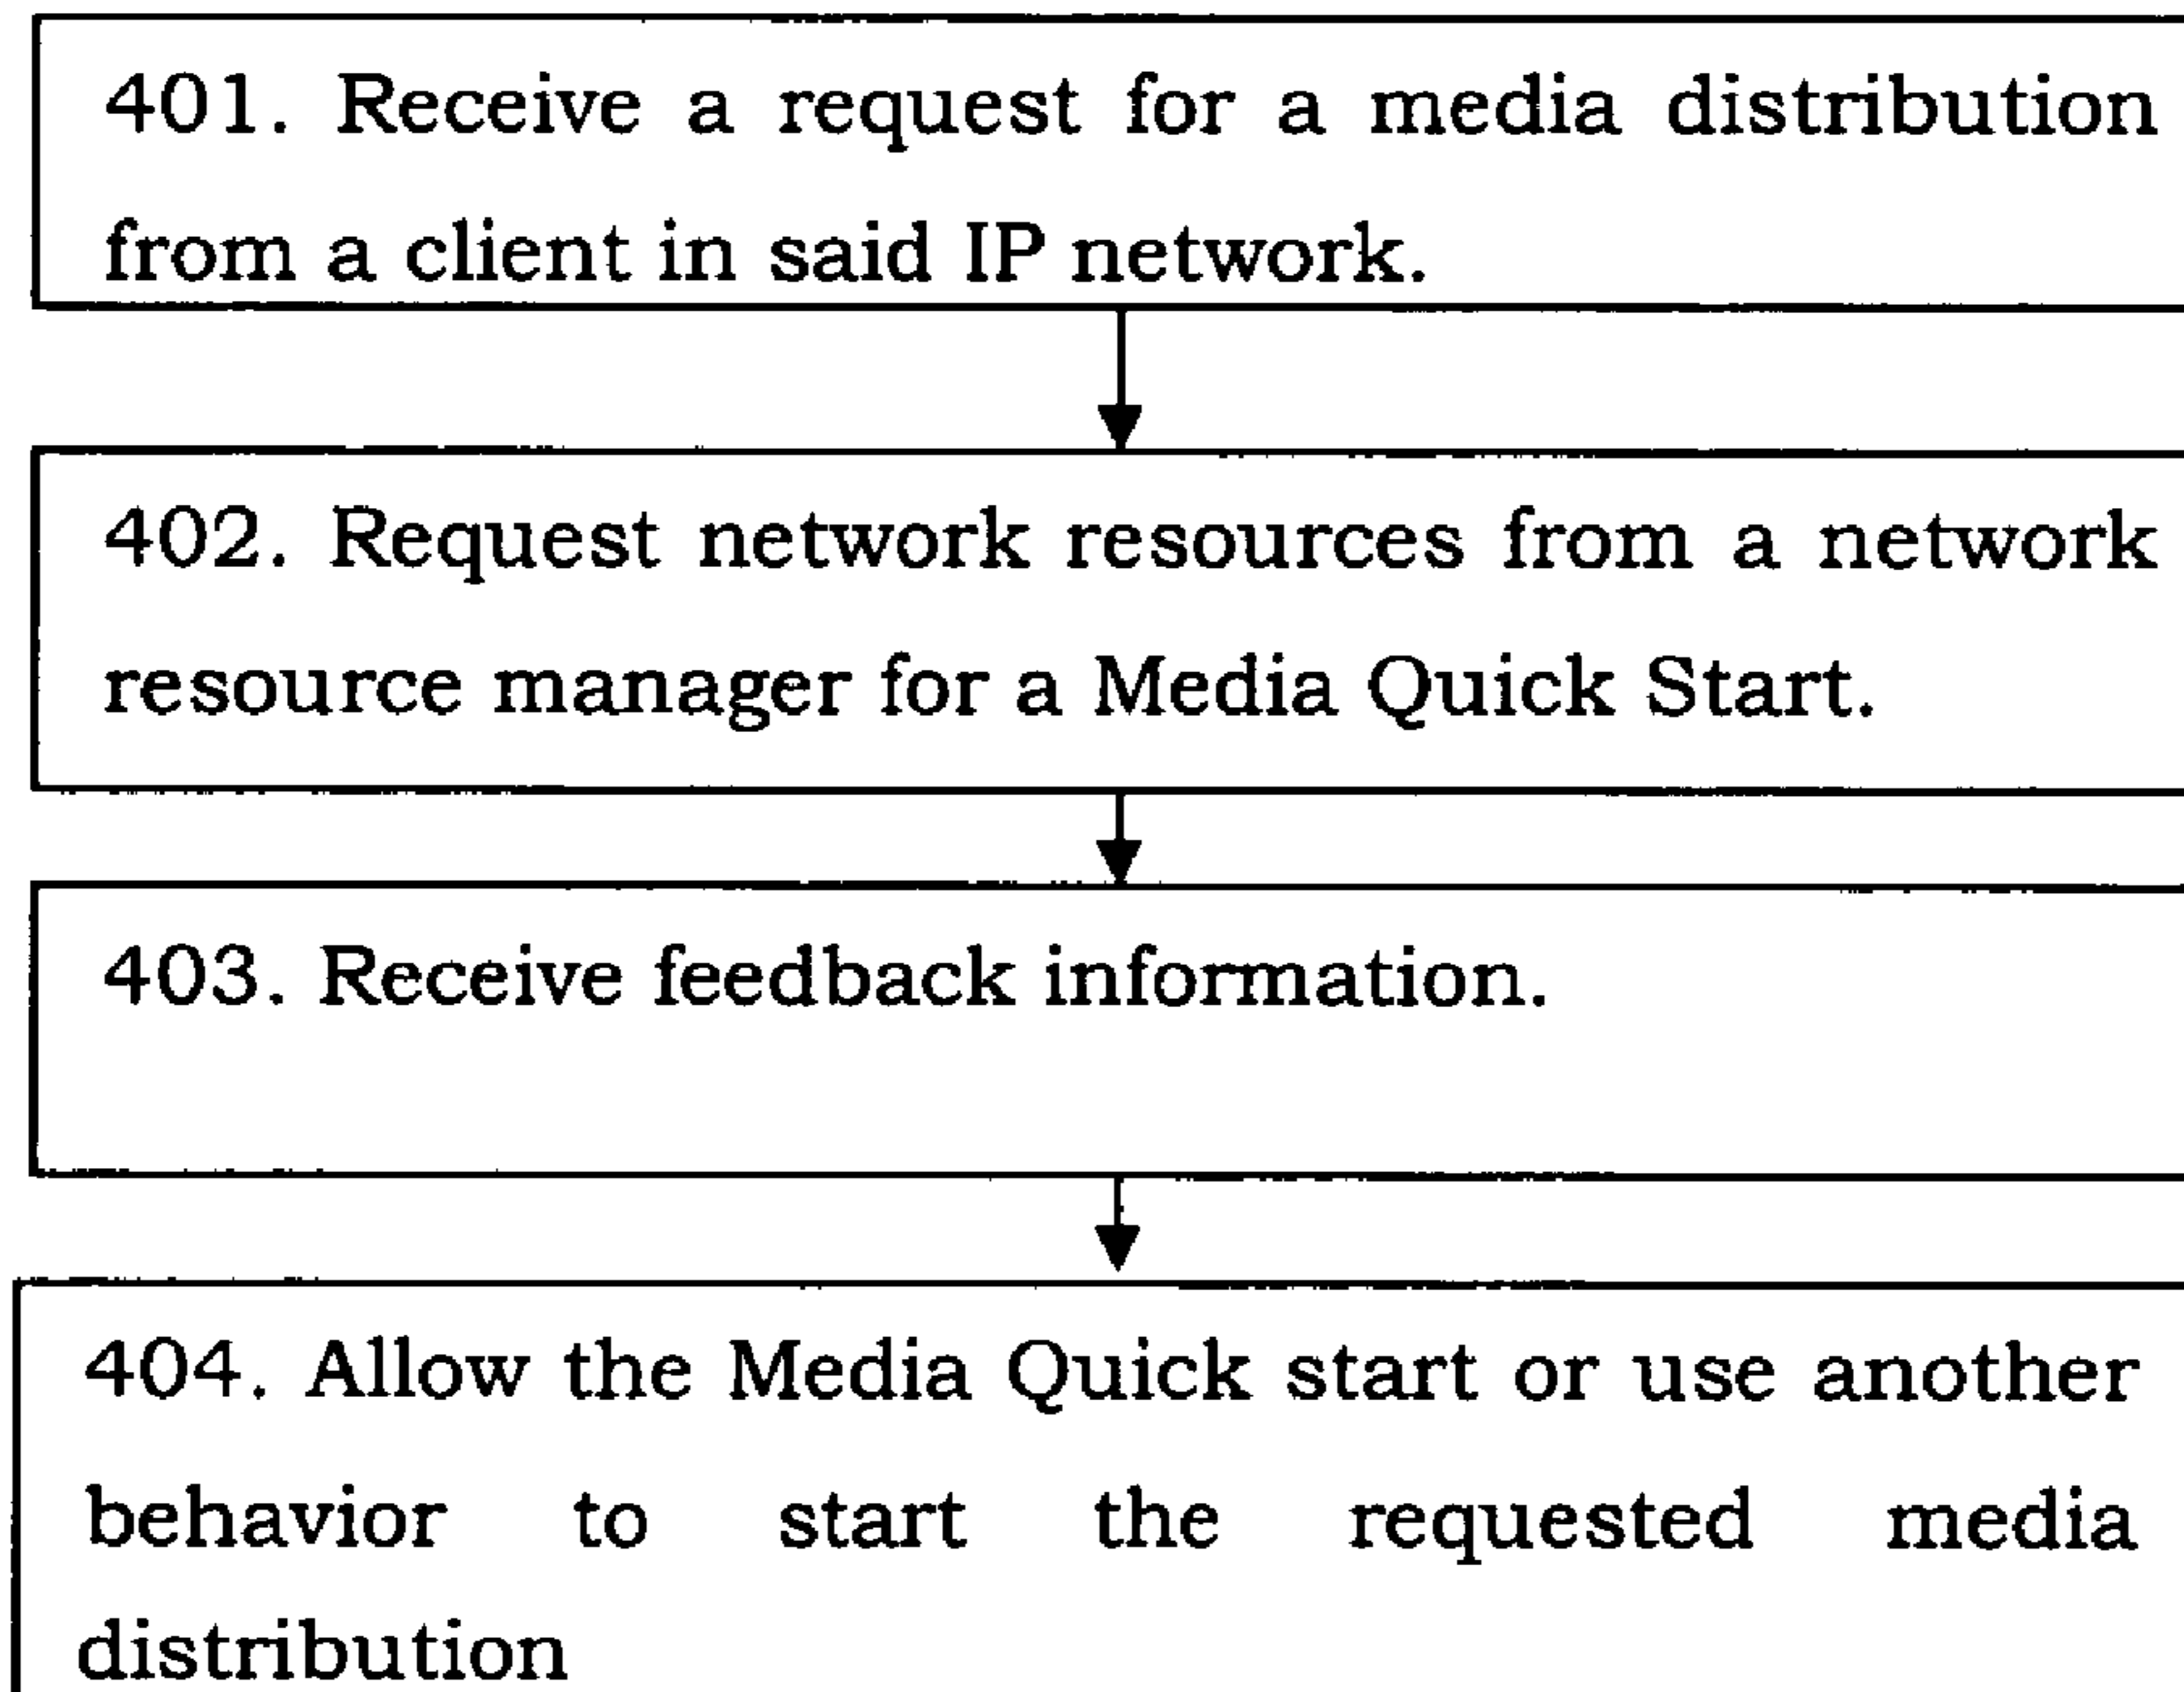 401. Receive a request for a media distribution
from a client in said IP network.
402. Request network resources from a network
resource manager for a Media Quick Start.
403. Receive feedback information.
404. Allow the Media Quick start or use another
behavior to start the requested media
distribution